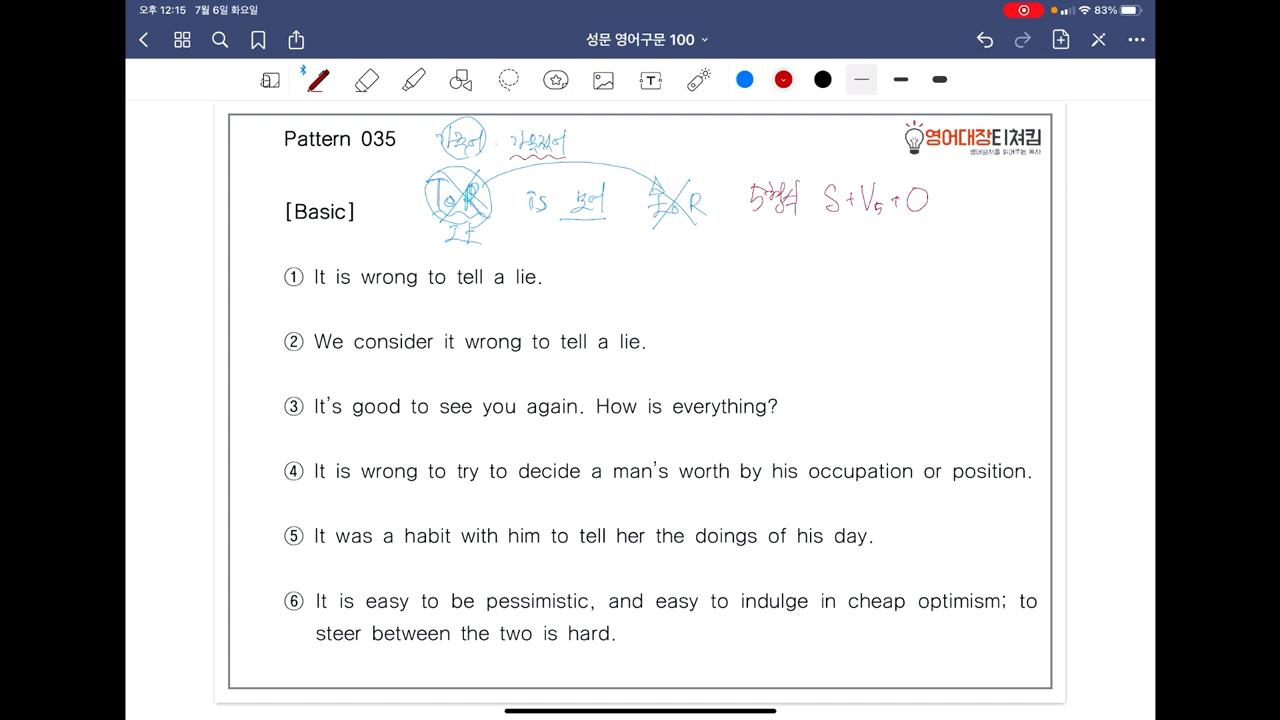 오후 12:15 7월 6일 화요일
83%
성문 영어구문 100
T
Pattern 035 가주어 .
영어대장티쳐킴
To R is 보어 To R 5형식 S+V₅+O
[Basic]
① It is wrong to tell a lie.
② We consider it wrong to tell a lie.
③ It's good to see you again. How is everything?
④ It is wrong to try to decide a man's worth by his occupation or position.
⑤ It was a habit with him to tell her the doings of his day.
⑥ It is easy to be pessimistic, and easy to indulge in cheap optimism; to
steer between the two is hard.